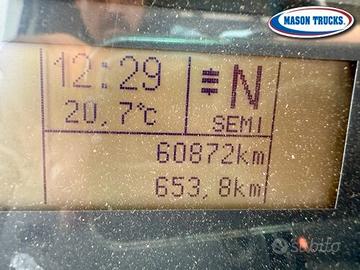 MASON TRUCKS.
12:29
N
20,7°C
SEMI
60872km
653,8km
subito